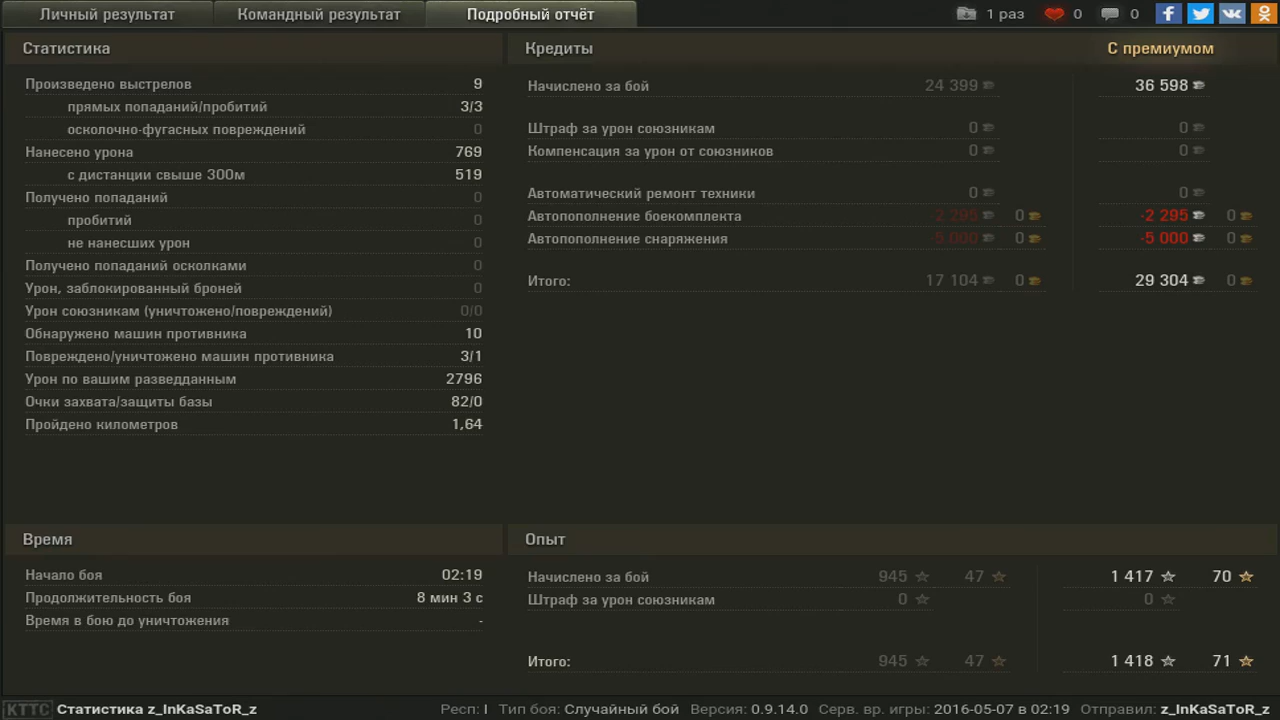 Личный результат Командный результат Подробный отчёт 1 раз 0 0
Статистика
Произведено выстрелов 9
прямых попаданий/пробитий 3/3
осколочно-фугасных повреждений 0
Нанесено урона 769
с дистанции свыше 300м 519
Получено попаданий 0
пробитий 0
не нанесших урон 0
Получено попаданий осколками 0
Урон, заблокированный броней 0
Урон союзникам (уничтожено/повреждений) 0/0
Обнаружено машин противника 10
Повреждено/уничтожено машин противника 3/1
Урон по вашим разведданным 2796
Очки захвата/защиты базы 82/0
Пройдено километров 1,64
Кредиты С премиумом
Начислено за бой 24 399 36 598
Штраф за урон союзникам 0 0
Компенсация за урон от союзников 0 0
Автоматический ремонт техники 0 0
Автопополнение боекомплекта -2 295 0 -2 295 0
Автопополнение снаряжения -5 000 0 -5 000 0
Итого: 17 104 0 29 304 0
Время
Начало боя 02:19
Продолжительность боя 8 мин 3 с
Время в бою до уничтожения -
Опыт
Начислено за бой 945 47 1 417 70
Штраф за урон союзникам 0 0
Итого: 945 47 1 418 71
КТТС Статистика z_InKaSaToR_z Респ: I Тип боя: Случайный бой Версия: 0.9.14.0 Серв. вр. игры: 2016-05-07 в 02:19 Отправил: z_InKaSaToR_z